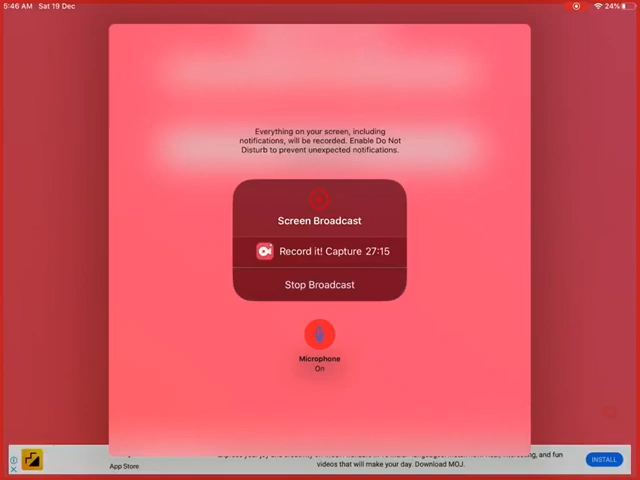 5:46 AM Sat 19 Dec
24%
Everything on your screen, including
notifications, will be recorded. Enable Do Not
Disturb to prevent unexpected notifications.
Screen Broadcast
Record it! Capture 27:15
Stop Broadcast
Microphone
On
and fun
videos that will make your day. Download MOJ.
App Store
INSTALL